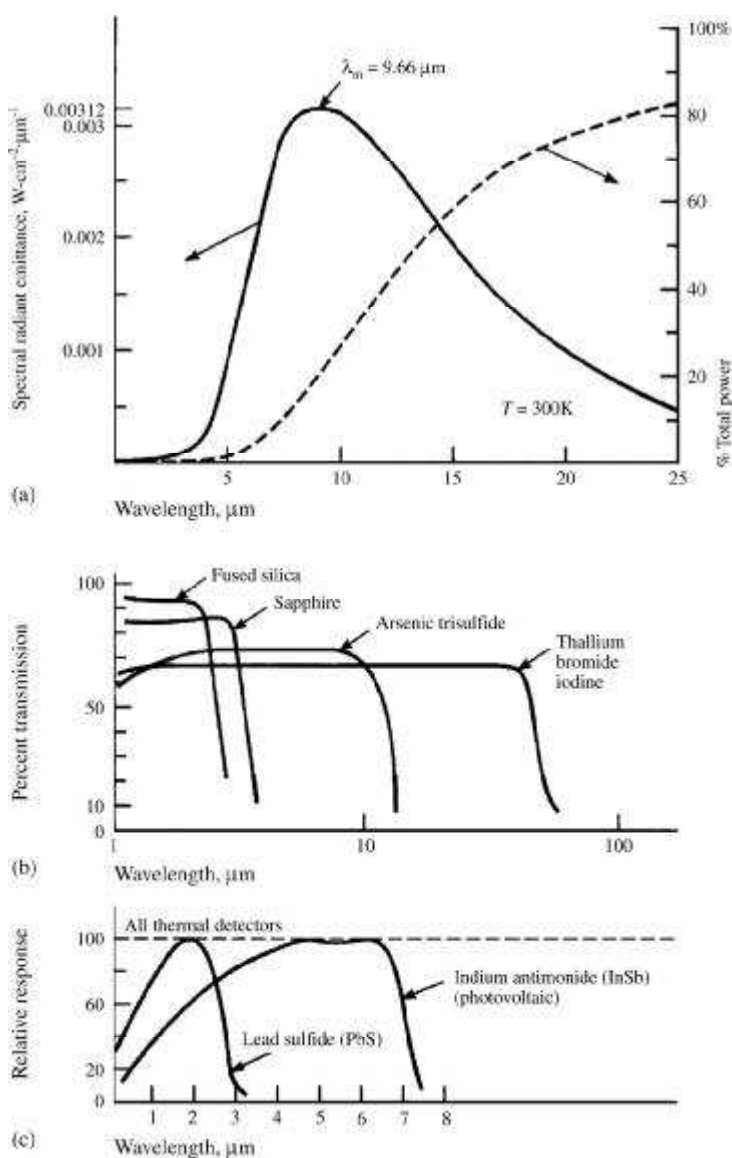 100%
λm = 9.66 μm
0.00312
0.003
80
Spectral radiant emittance, W-cm⁻²·μm⁻¹
60
0.002
40
0.001
20
T = 300K
% Total power
5
10
15
20
25
(a)
Wavelength, μm
100
Fused silica
Sapphire
Arsenic trisulfide
Thallium
bromide
iodine
Percent transmission
50
10
0
1
10
100
(b)
Wavelength, μm
All thermal detectors
100
Indium antimonide (InSb)
(photovoltaic)
Relative response
60
Lead sulfide (PbS)
20
0
1
2
3
4
5
6
7
8
(c)
Wavelength, μm